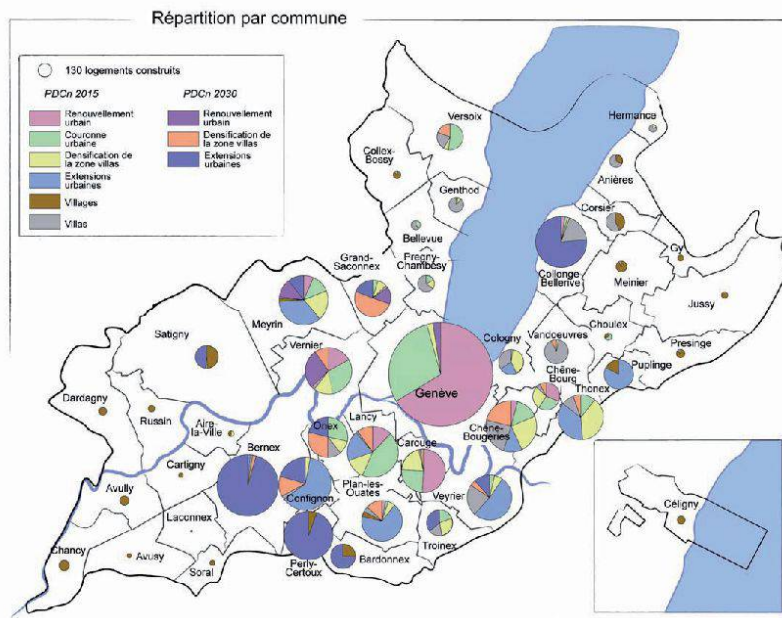 Répartition par commune
130 logements construits
PDCn 2015
PDCn 2030
Renouvellement
urbain
Renouvellement
urbain
Couronne
urbaine
Densification de
la zone villas
Densification de
la zone villas
Extensions
urbaines
Extensions
urbaines
Villages
Villas
Versoix
Hermance
Collex-
Bossy
Anières
Genthod
Corsier
Bellevue
Gy
Grand-
Saconnex
Pregny-
Chambésy
Collonge
Bellerive
Meinier
Jussy
Meyrin
Satigny
Choulex
Vernier
Cologny
Vandoeuvres
Presinge
Chêne-
Bourg
Puplinge
Genève
Thonex
Dardagny
Russin
Aire-
la-Ville
Onex
Lancy
Chêne-
Bougeries
Bernex
Carouge
Cartigny
Confignon
Plan-les-
Ouates
Veyrier
Avully
Céligny
Laconnex
Troinex
Chancy
Avusy
Soral
Perly-
Certoux
Bardonnex